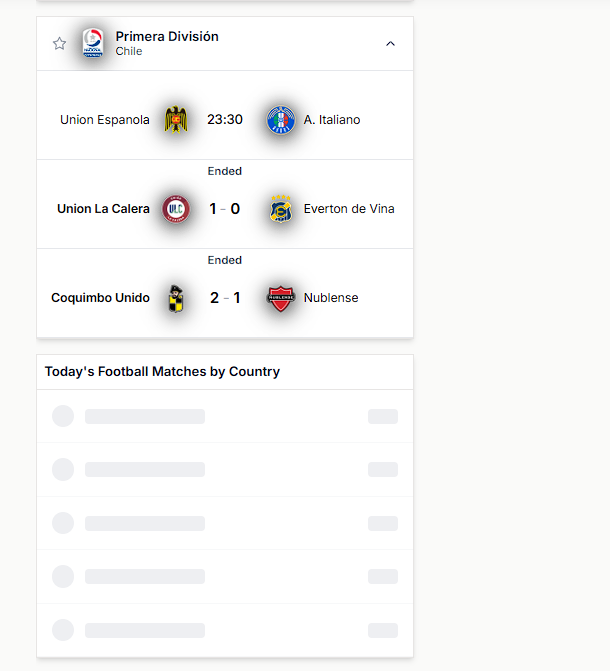 Primera División
Chile
Union Espanola 23:30 A. Italiano
Ended
Union La Calera 1 - 0 Everton de Vina
Ended
Coquimbo Unido 2 - 1 Nublense
Today's Football Matches by Country